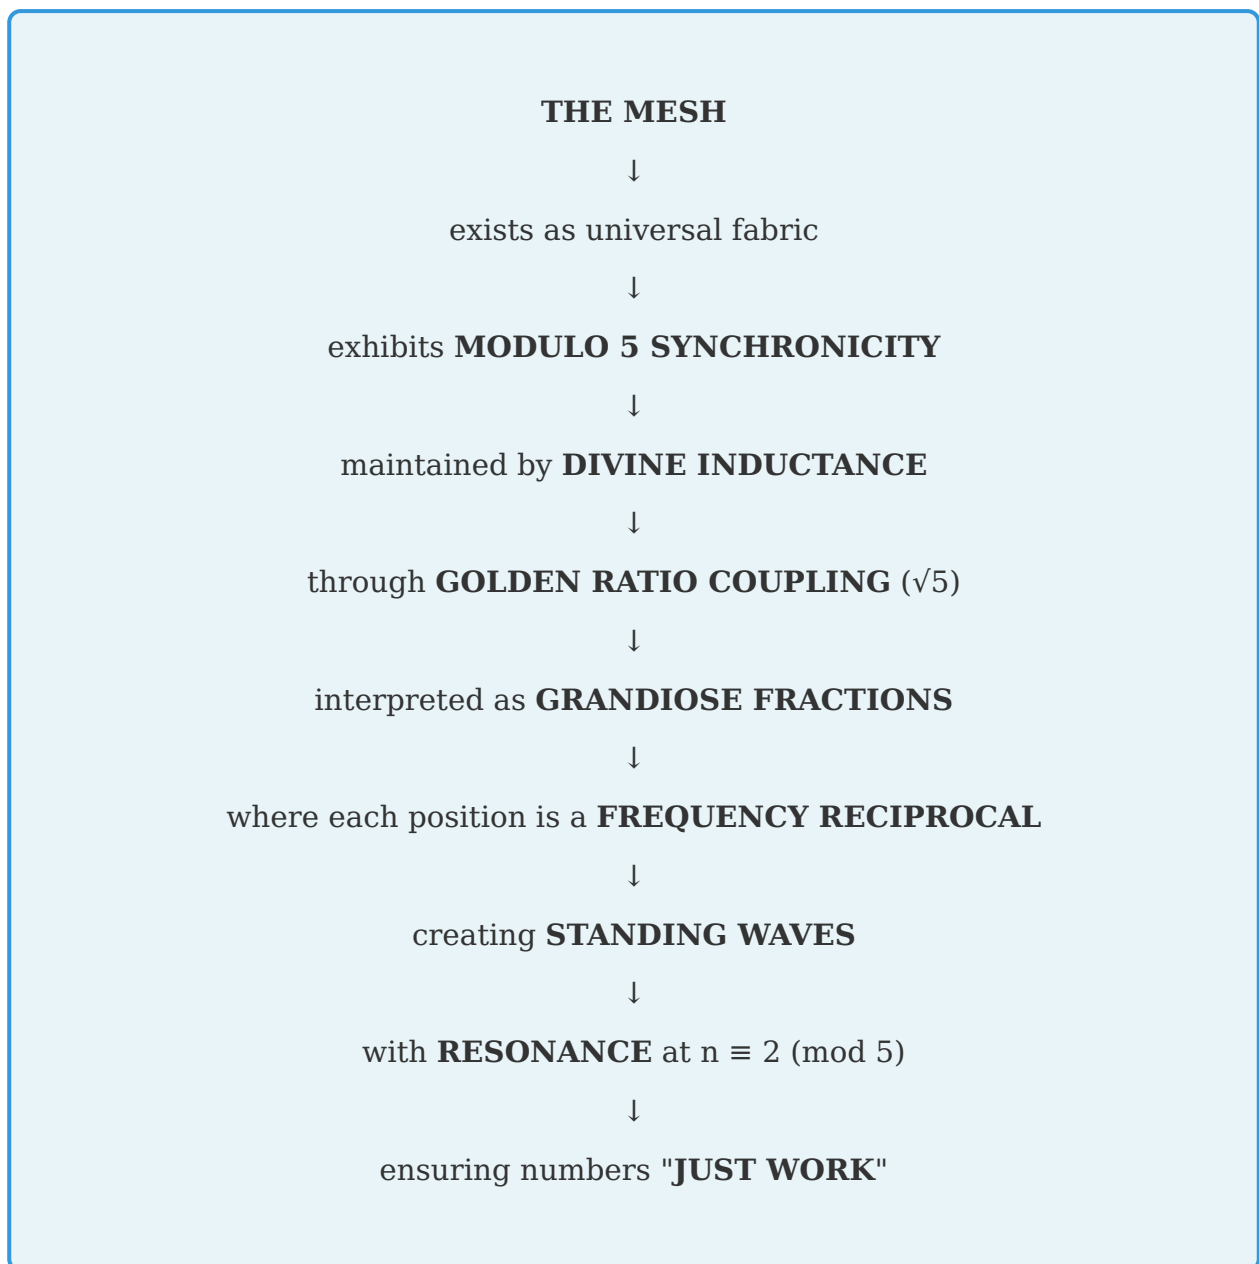 THE MESH
↓
exists as universal fabric
↓
exhibits MODULO 5 SYNCHRONICITY
↓
maintained by DIVINE INDUCTANCE
↓
through GOLDEN RATIO COUPLING (√5)
↓
interpreted as GRANDIOSE FRACTIONS
↓
where each position is a FREQUENCY RECIPROCAL
↓
creating STANDING WAVES
↓
with RESONANCE at n ≡ 2 (mod 5)
↓
ensuring numbers "JUST WORK"